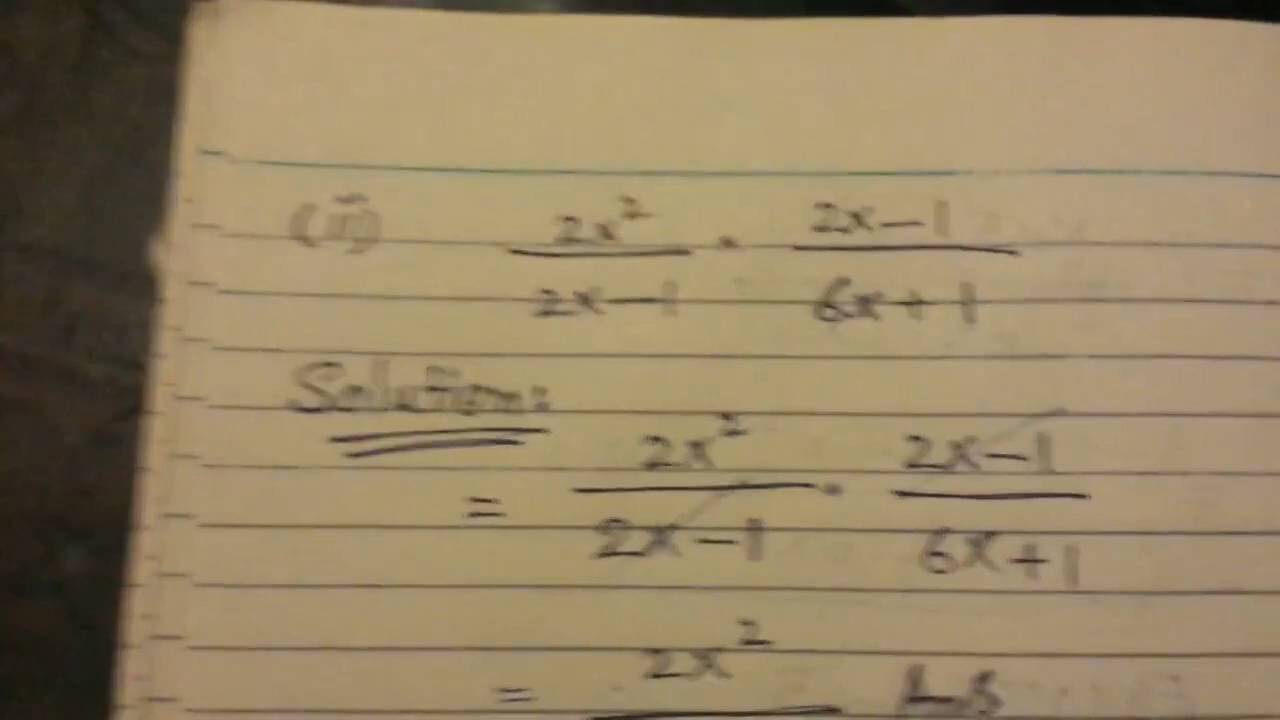 (ii) 2x² / 2x-1 · 2x-1 / 6x+1
Solution:
= 2x² / 2x-1 · 2x-1 / 6x+1
= 2x²